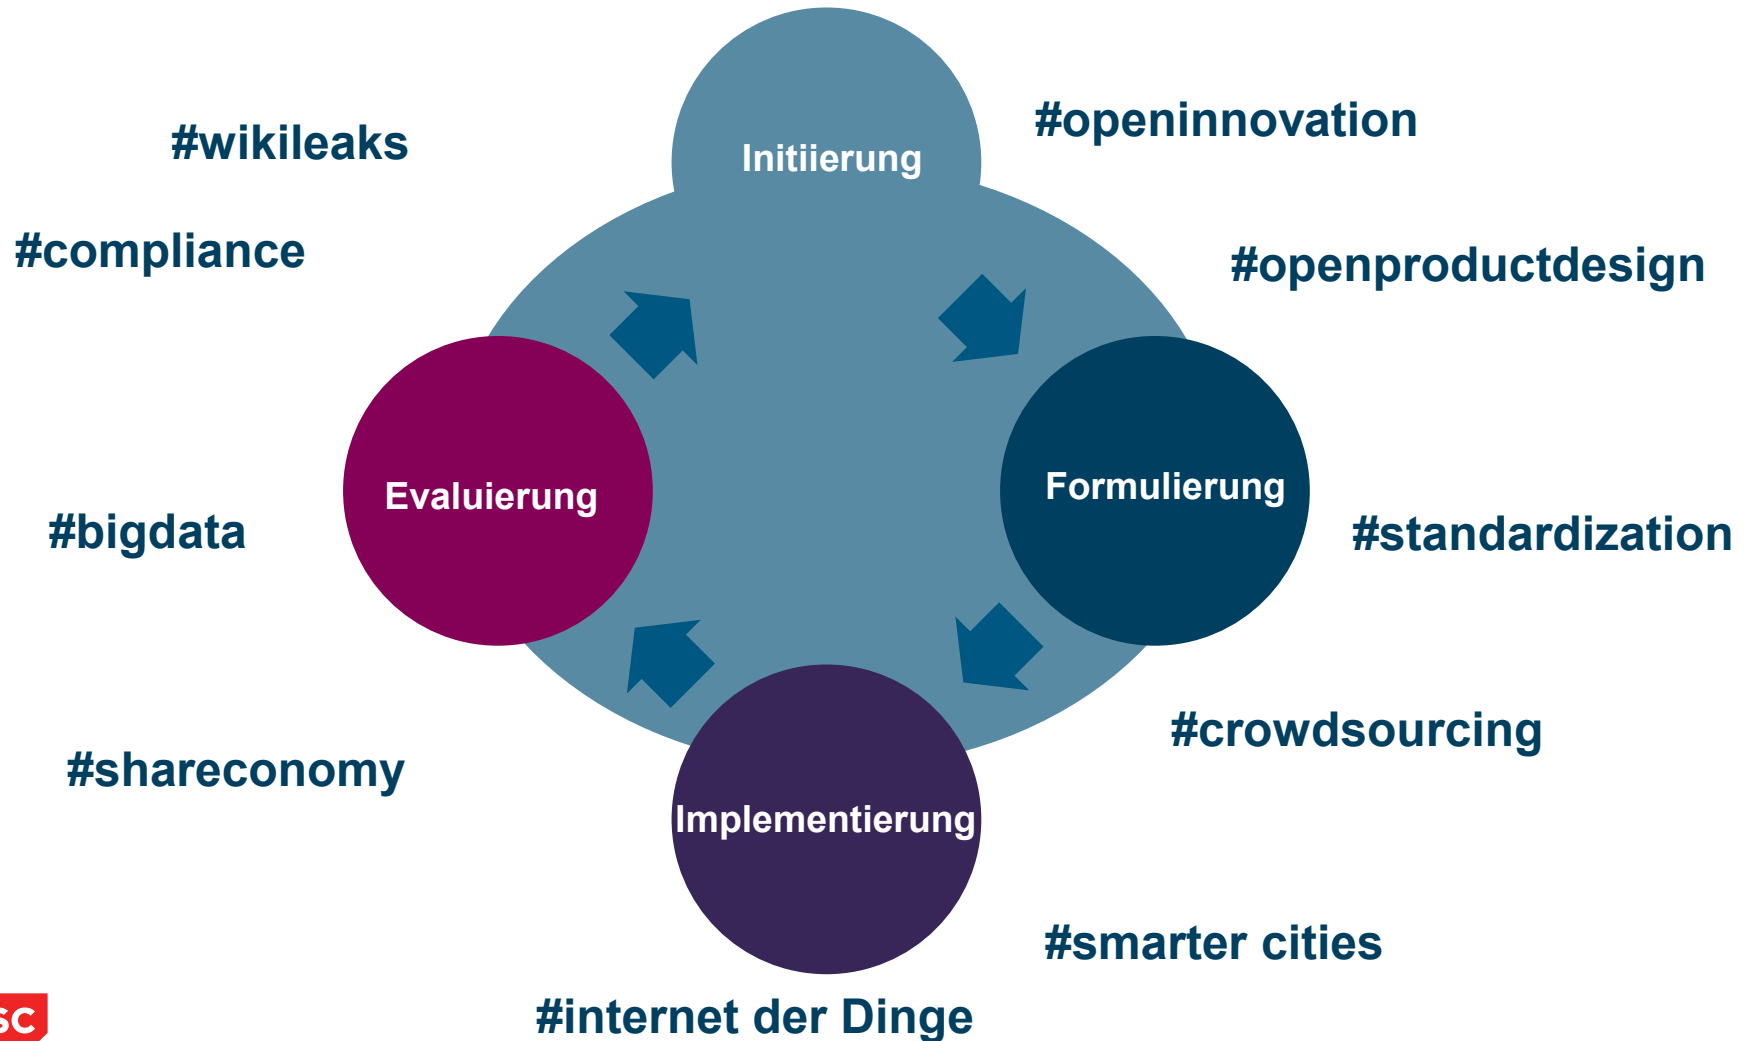 #openinnovation
#wikileaks
Initiierung
#compliance
#openproductdesign
Evaluierung
Formulierung
#bigdata
#standardization
#crowdsourcing
#shareconomy
Implementierung
#smarter cities
#internet der Dinge